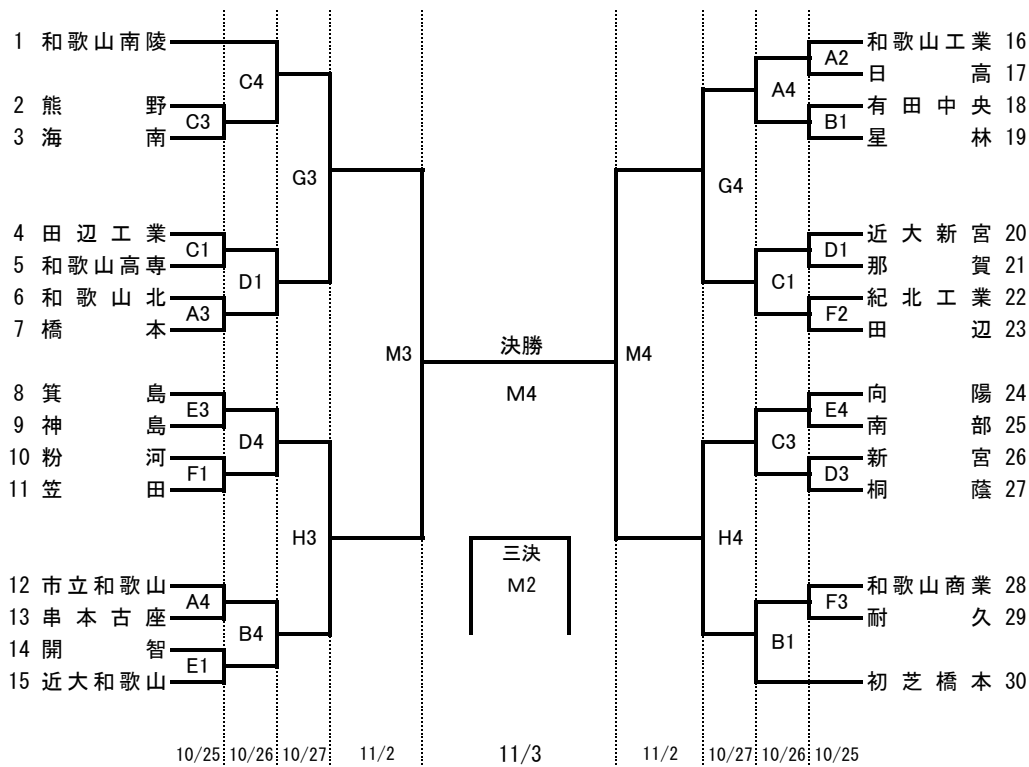 1 和歌山南陵
C4
2 熊野
C3
3 海南
G3
4 田辺工業
C1
5 和歌山高専
D1
6 和歌山北
A3
7 橋本
M3
8 箕島
E3
9 神島
D4
10 粉河
F1
11 笠田
H3
12 市立和歌山
A4
13 串本古座
B4
14 開智
E1
15 近大和歌山
決勝
M4
三決
M2
和歌山工業 16
A2
日高 17
A4
有田中央 18
B1
星林 19
G4
近大新宮 20
D1
那賀 21
C1
紀北工業 22
F2
田辺 23
M4
向陽 24
E4
南部 25
C3
新宮 26
D3
桐蔭 27
H4
和歌山商業 28
F3
耐久 29
B1
初芝橋本 30
10/25 10/26 10/27 11/2 11/3 11/2 10/27 10/26 10/25